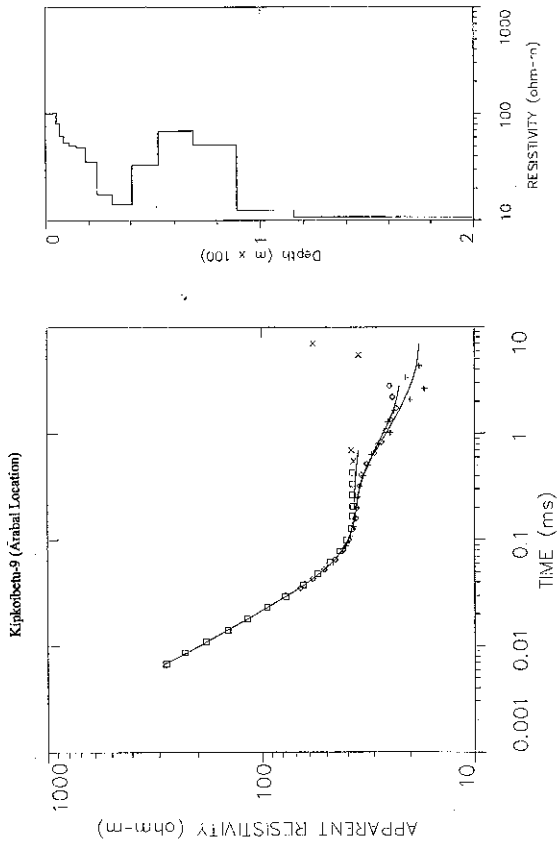 Kipkoibetu-9 (Arabal Location)
APPARENT RESISTIVITY (ohm-m)
1000
100
10
0.001
0.01
0.1
1
10
TIME (ms)
Depth (m x 100)
0
1
2
10
100
1000
RESISTIVITY (ohm-m)